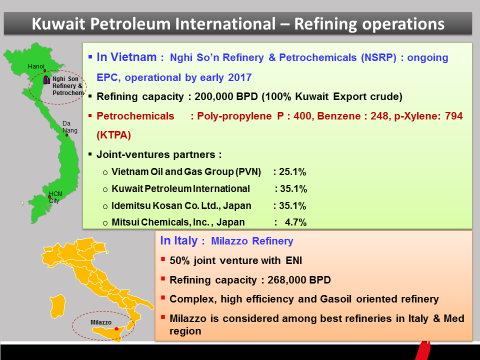 Kuwait Petroleum International – Refining operations
In Vietnam : Nghi So'n Refinery & Petrochemicals (NSRP) : ongoing
EPC, operational by early 2017
Refining capacity : 200,000 BPD (100% Kuwait Export crude)
Petrochemicals : Poly-propylene P : 400, Benzene : 248, p-Xylene: 794
(KTPA)
Joint-ventures partners :
o Vietnam Oil and Gas Group (PVN) : 25.1%
o Kuwait Petroleum International : 35.1%
o Idemitsu Kosan Co. Ltd., Japan : 35.1%
o Mitsui Chemicals, Inc. , Japan : 4.7%
Hanoi
Nghi Son
Refinery &
Petrochem
Da
Nang
HCM
City
In Italy : Milazzo Refinery
50% joint venture with ENI
Refining capacity : 268,000 BPD
Complex, high efficiency and Gasoil oriented refinery
Milazzo is considered among best refineries in Italy & Med
region
Milazzo